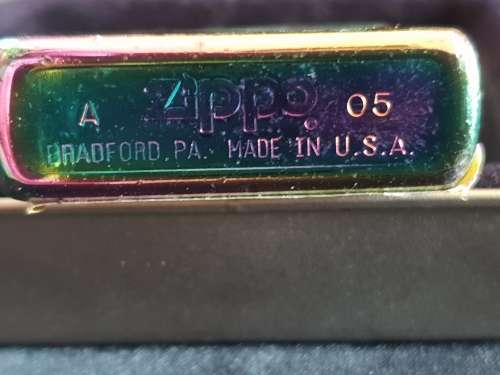 A Zippo © 05
BRADFORD, PA. MADE IN U.S.A.